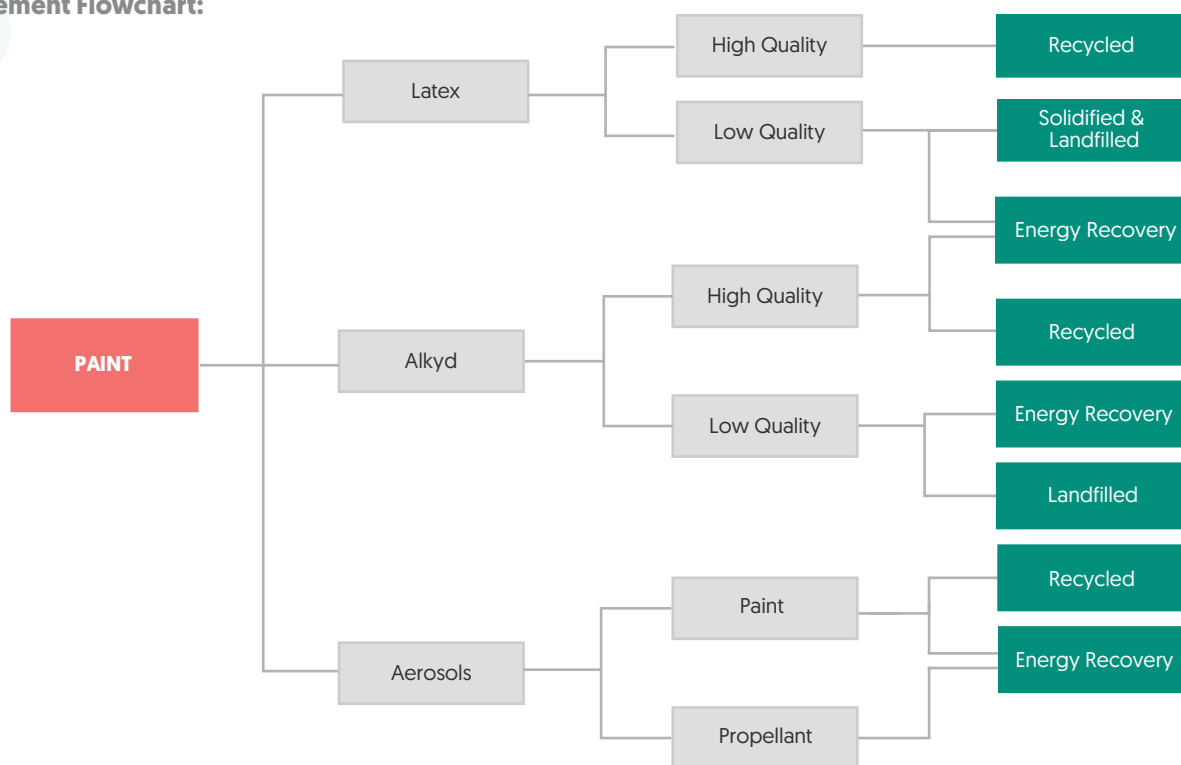 ement Flowchart:
High Quality
Recycled
Latex
Low Quality
Solidified &
Landfilled
Energy Recovery
High Quality
PAINT
Alkyd
Recycled
Low Quality
Energy Recovery
Landfilled
Recycled
Paint
Aerosols
Energy Recovery
Propellant